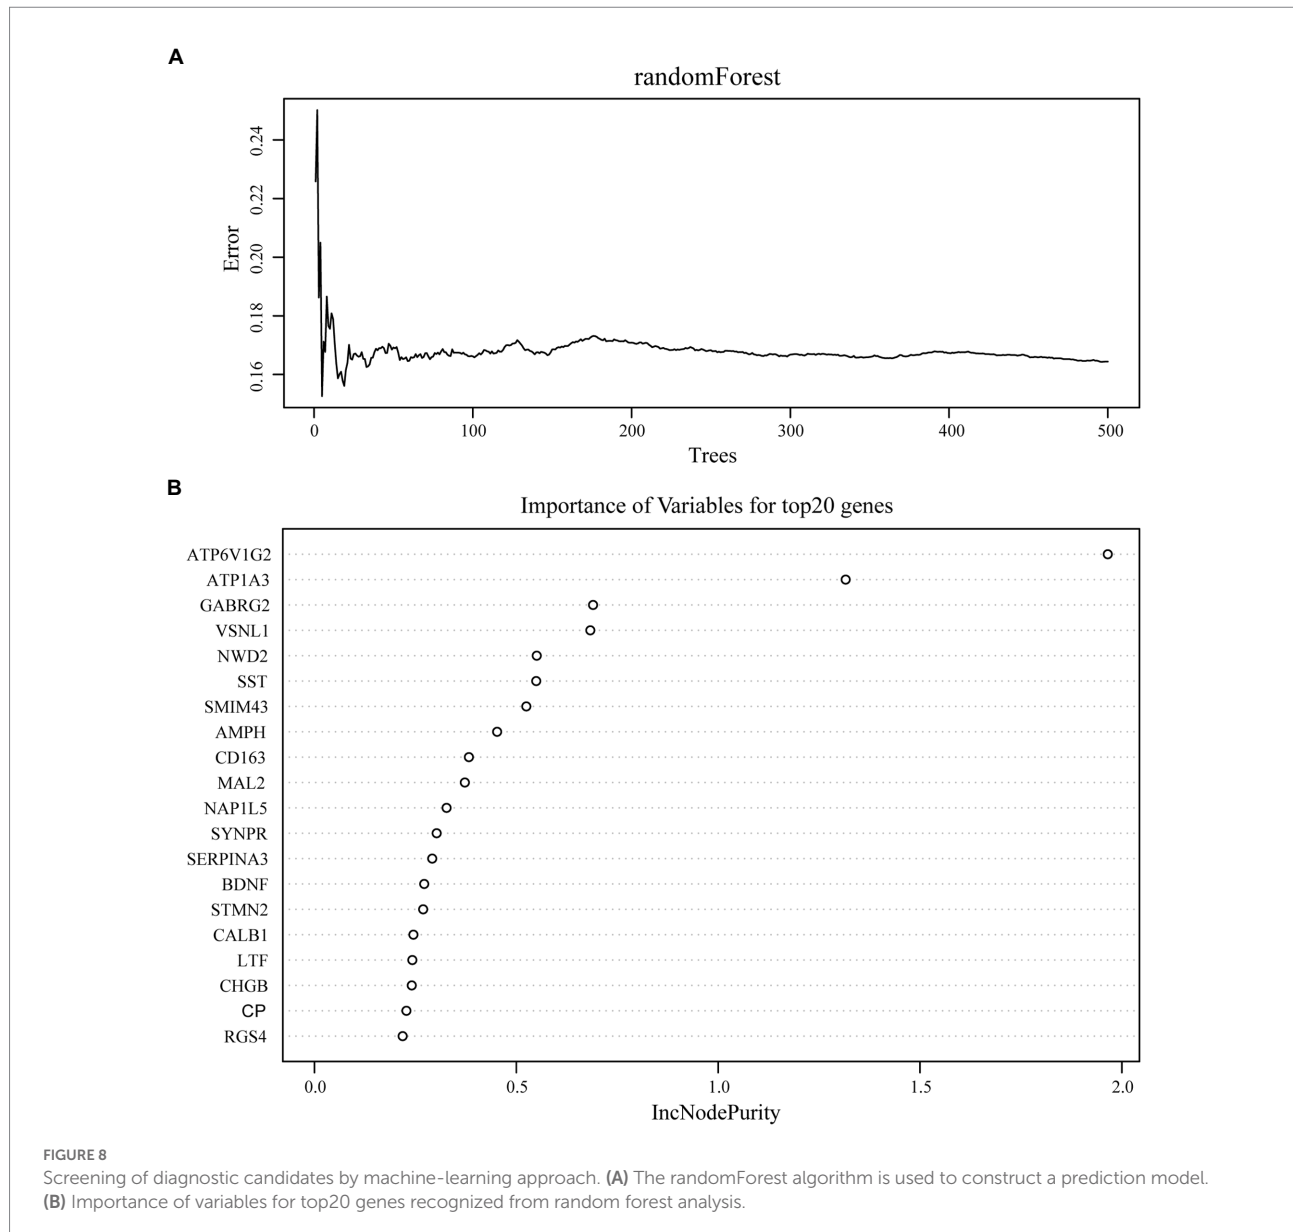 A
randomForest
Error
0.24
0.22
0.20
0.18
0.16
0 100 200 300 400 500
Trees
B
Importance of Variables for top20 genes
ATP6V1G2
ATP1A3
GABRG2
VSNL1
NWD2
SST
SMIM43
AMPH
CD163
MAL2
NAP1L5
SYNPR
SERPINA3
BDNF
STMN2
CALB1
LTF
CHGB
CP
RGS4
0.0 0.5 1.0 1.5 2.0
IncNodePurity
FIGURE 8
Screening of diagnostic candidates by machine-learning approach. (A) The randomForest algorithm is used to construct a prediction model.
(B) Importance of variables for top20 genes recognized from random forest analysis.